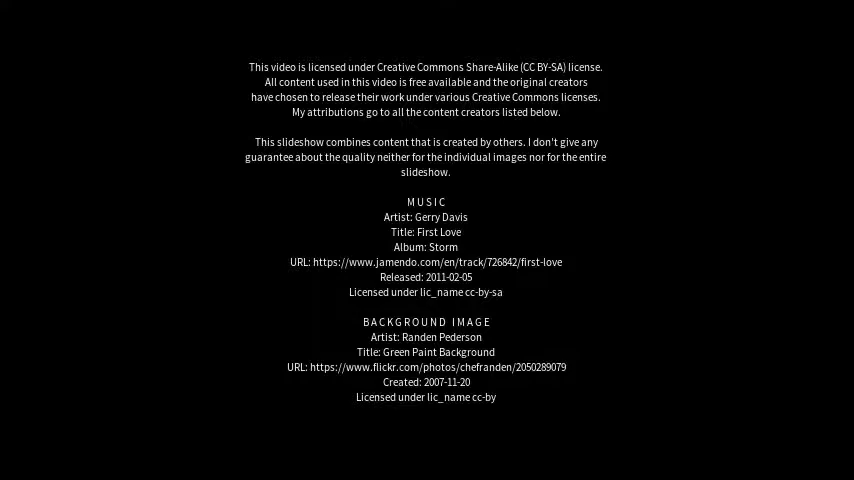 This video is licensed under Creative Commons Share-Alike (CC BY-SA) license.
All content used in this video is free available and the original creators
have chosen to release their work under various Creative Commons licenses.
My attributions go to all the content creators listed below.
This slideshow combines content that is created by others. I don't give any
guarantee about the quality neither for the individual images nor for the entire
slideshow.
MUSIC
Artist: Gerry Davis
Title: First Love
Album: Storm
URL: https://www.jamendo.com/en/track/726842/first-love
Released: 2011-02-05
Licensed under lic_name cc-by-sa
BACKGROUND IMAGE
Artist: Randen Pederson
Title: Green Paint Background
URL: https://www.flickr.com/photos/chefranden/2050289079
Created: 2007-11-20
Licensed under lic_name cc-by